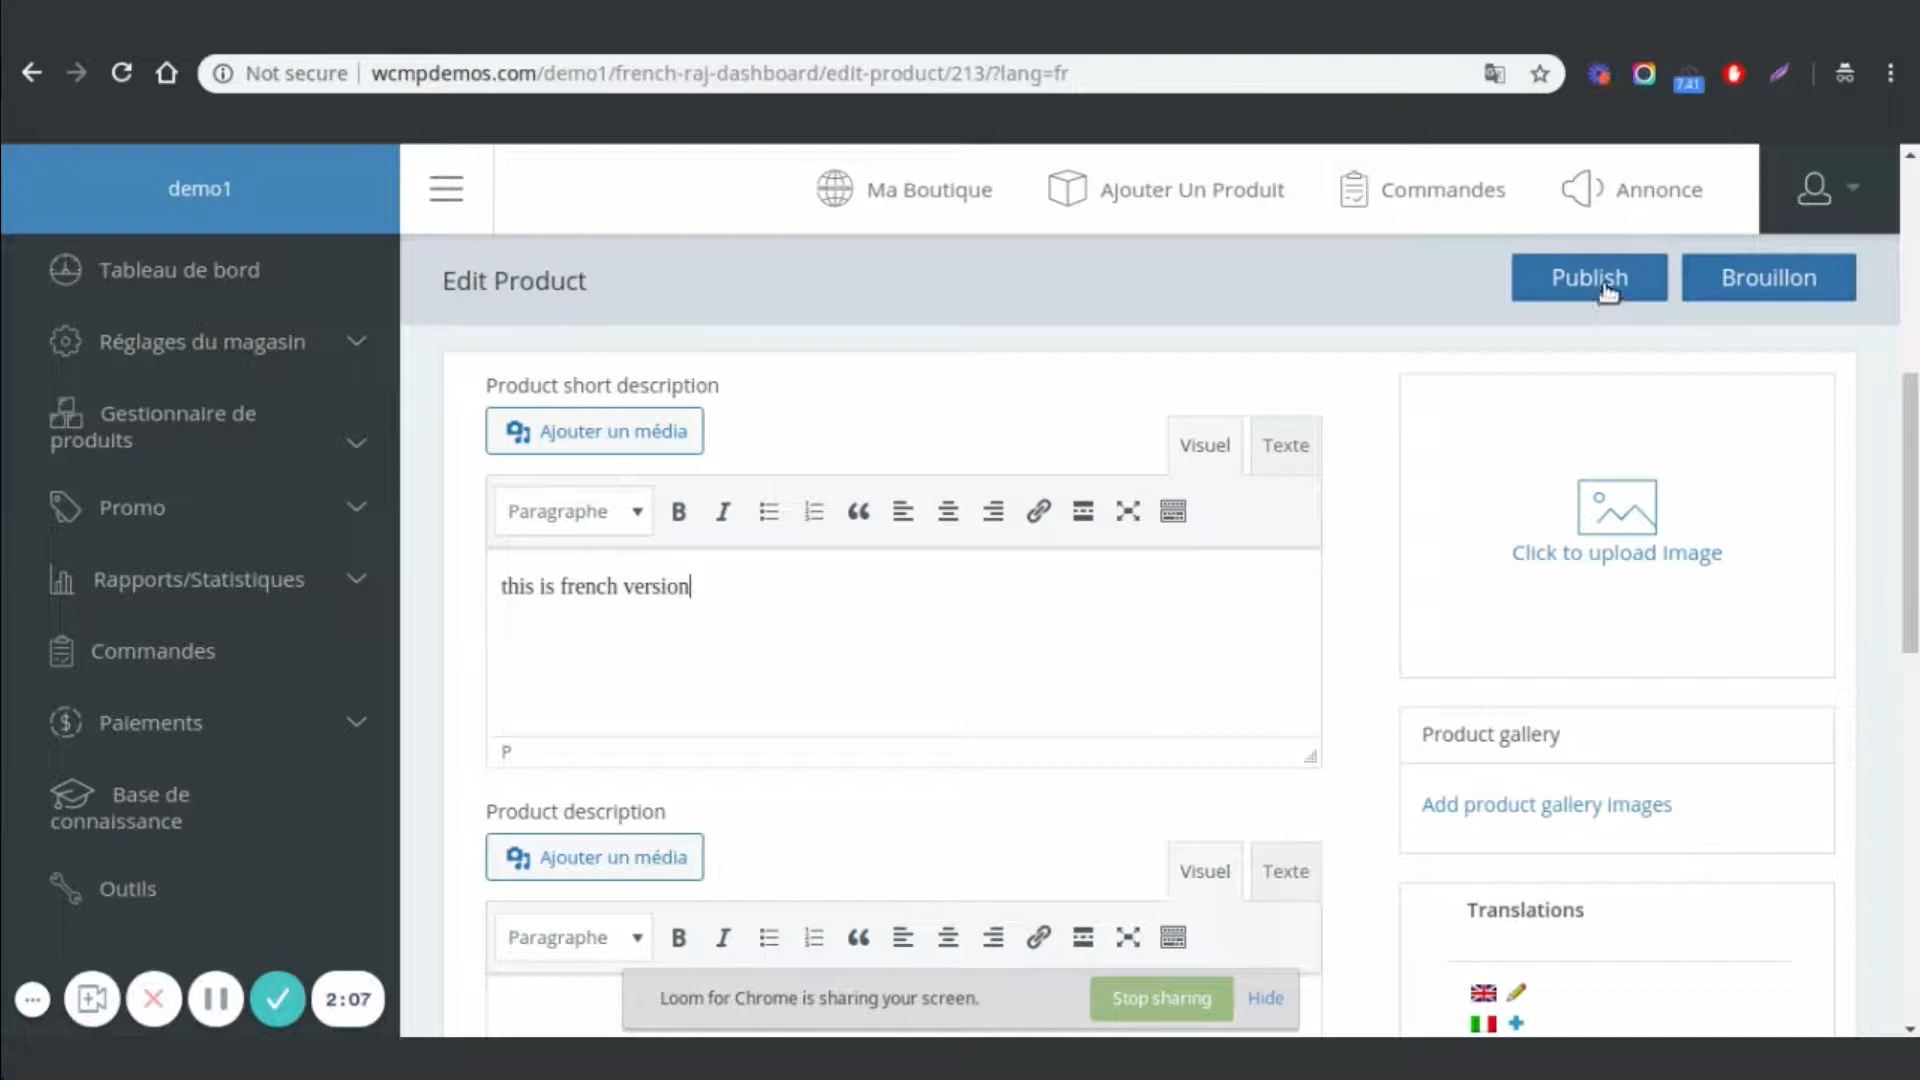 Not secure
wcmpdemos.com/demo1/french-raj-dashboard/edit-product/213/?lang=fr
7.41
demo1
Ma Boutique
Ajouter Un Produit
Commandes
Annonce
Tableau de bord
Réglages du magasin
Gestionnaire de
produits
Promo
Rapports/Statistiques
Commandes
Paiements
Base de
connaissance
Outils
2:07
Edit Product
Publish
Brouillon
Product short description
Ajouter un média
Visuel
Texte
Paragraphe
B I
this is french version
P
Product description
Ajouter un média
Visuel
Texte
Paragraphe
B I
Click to upload Image
Product gallery
Add product gallery Images
Translations
Loom for Chrome is sharing your screen.
Stop sharing
Hide